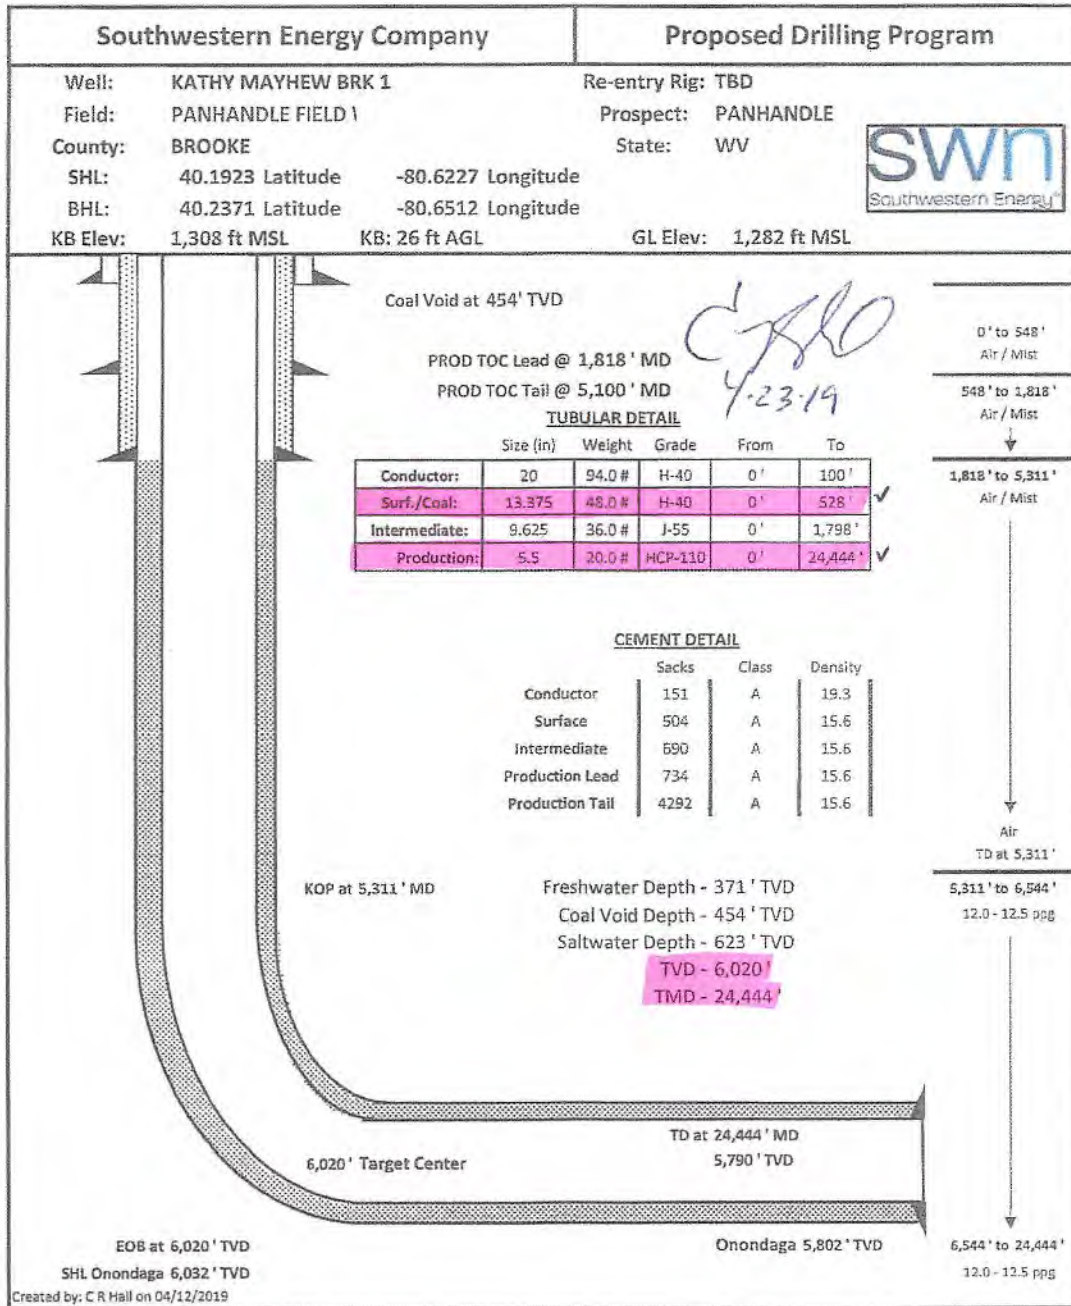 Southwestern Energy Company
Proposed Drilling Program
Well: KATHY MAYHEW BRK 1 Re-entry Rig: TBD
Field: PANHANDLE FIELD \ Prospect: PANHANDLE
County: BROOKE State: WV
SHL: 40.1923 Latitude -80.6227 Longitude
BHL: 40.2371 Latitude -80.6512 Longitude
KB Elev: 1,308 ft MSL KB: 26 ft AGL GL Elev: 1,282 ft MSL
swn
Southwestern Energy
Coal Void at 454' TVD
PROD TOC Lead @ 1,818 ' MD
PROD TOC Tail @ 5,100 ' MD
4-23-19
TUBULAR DETAIL
Size (in) Weight Grade From To
Conductor: 20 94.0 # H-40 0' 100'
Surf./Coal: 13.375 48.0 # H-40 0' 528' ✓
Intermediate: 9.625 36.0 # J-55 0' 1,798'
Production: 5.5 20.0 # HCP-110 0' 24,444' ✓
CEMENT DETAIL
Sacks Class Density
Conductor 151 A 19.3
Surface 504 A 15.6
Intermediate 690 A 15.6
Production Lead 734 A 15.6
Production Tail 4292 A 15.6
KOP at 5,311 ' MD
Freshwater Depth - 371 ' TVD
Coal Void Depth - 454 ' TVD
Saltwater Depth - 623 ' TVD
TVD - 6,020 '
TMD - 24,444 '
0 ' to 548 '
Air / Mist
548 ' to 1,818 '
Air / Mist
1,818 ' to 5,311 '
Air / Mist
Air
TD at 5,311 '
5,311 ' to 6,544 '
12.0 - 12.5 ppg
6,544 ' to 24,444 '
12.0 - 12.5 ppg
TD at 24,444 ' MD
5,790 ' TVD
6,020 ' Target Center
EOB at 6,020 ' TVD
Onondaga 5,802 ' TVD
SHL Onondaga 6,032 ' TVD
Created by: C R Hall on 04/12/2019